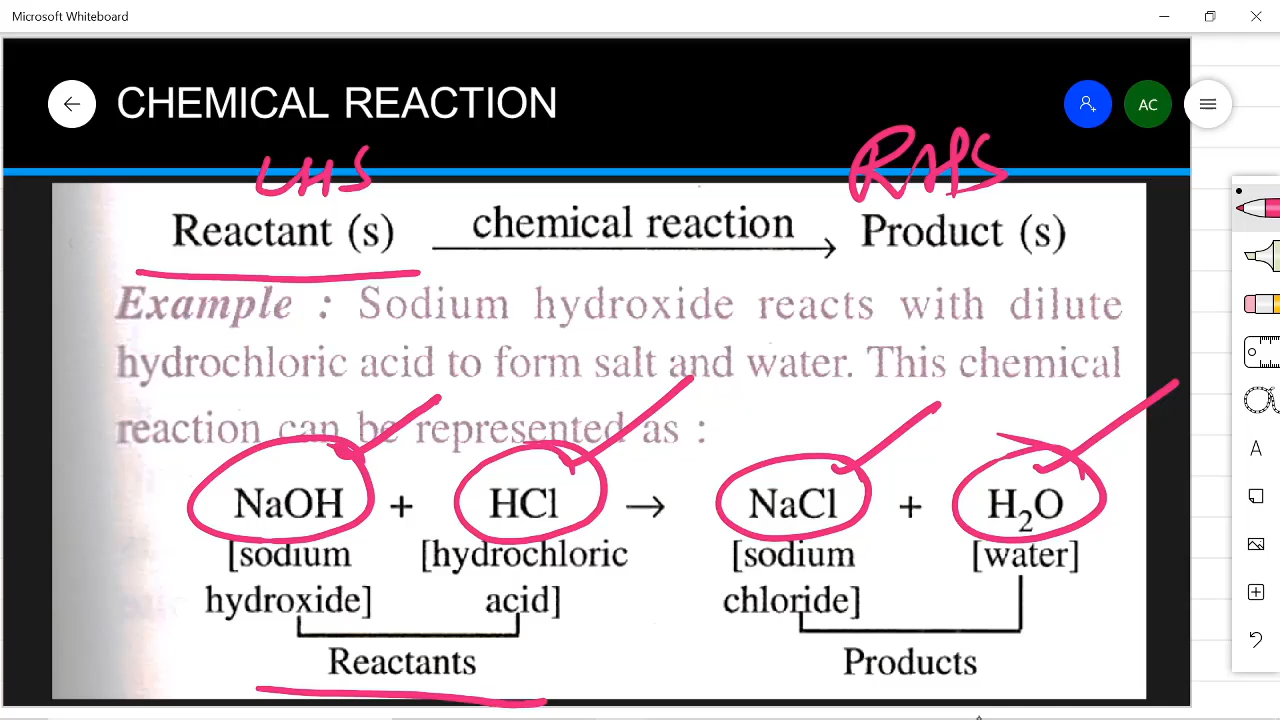 Microsoft Whiteboard
CHEMICAL REACTION
AC
LHS
RHS
Reactant (s) chemical reaction Product (s)
Example : Sodium hydroxide reacts with dilute
hydrochloric acid to form salt and water. This chemical
reaction can be represented as :
NaOH + HCl → NaCl + H₂O
[sodium [hydrochloric [sodium [water]
hydroxide] acid] chloride]
Reactants Products
A